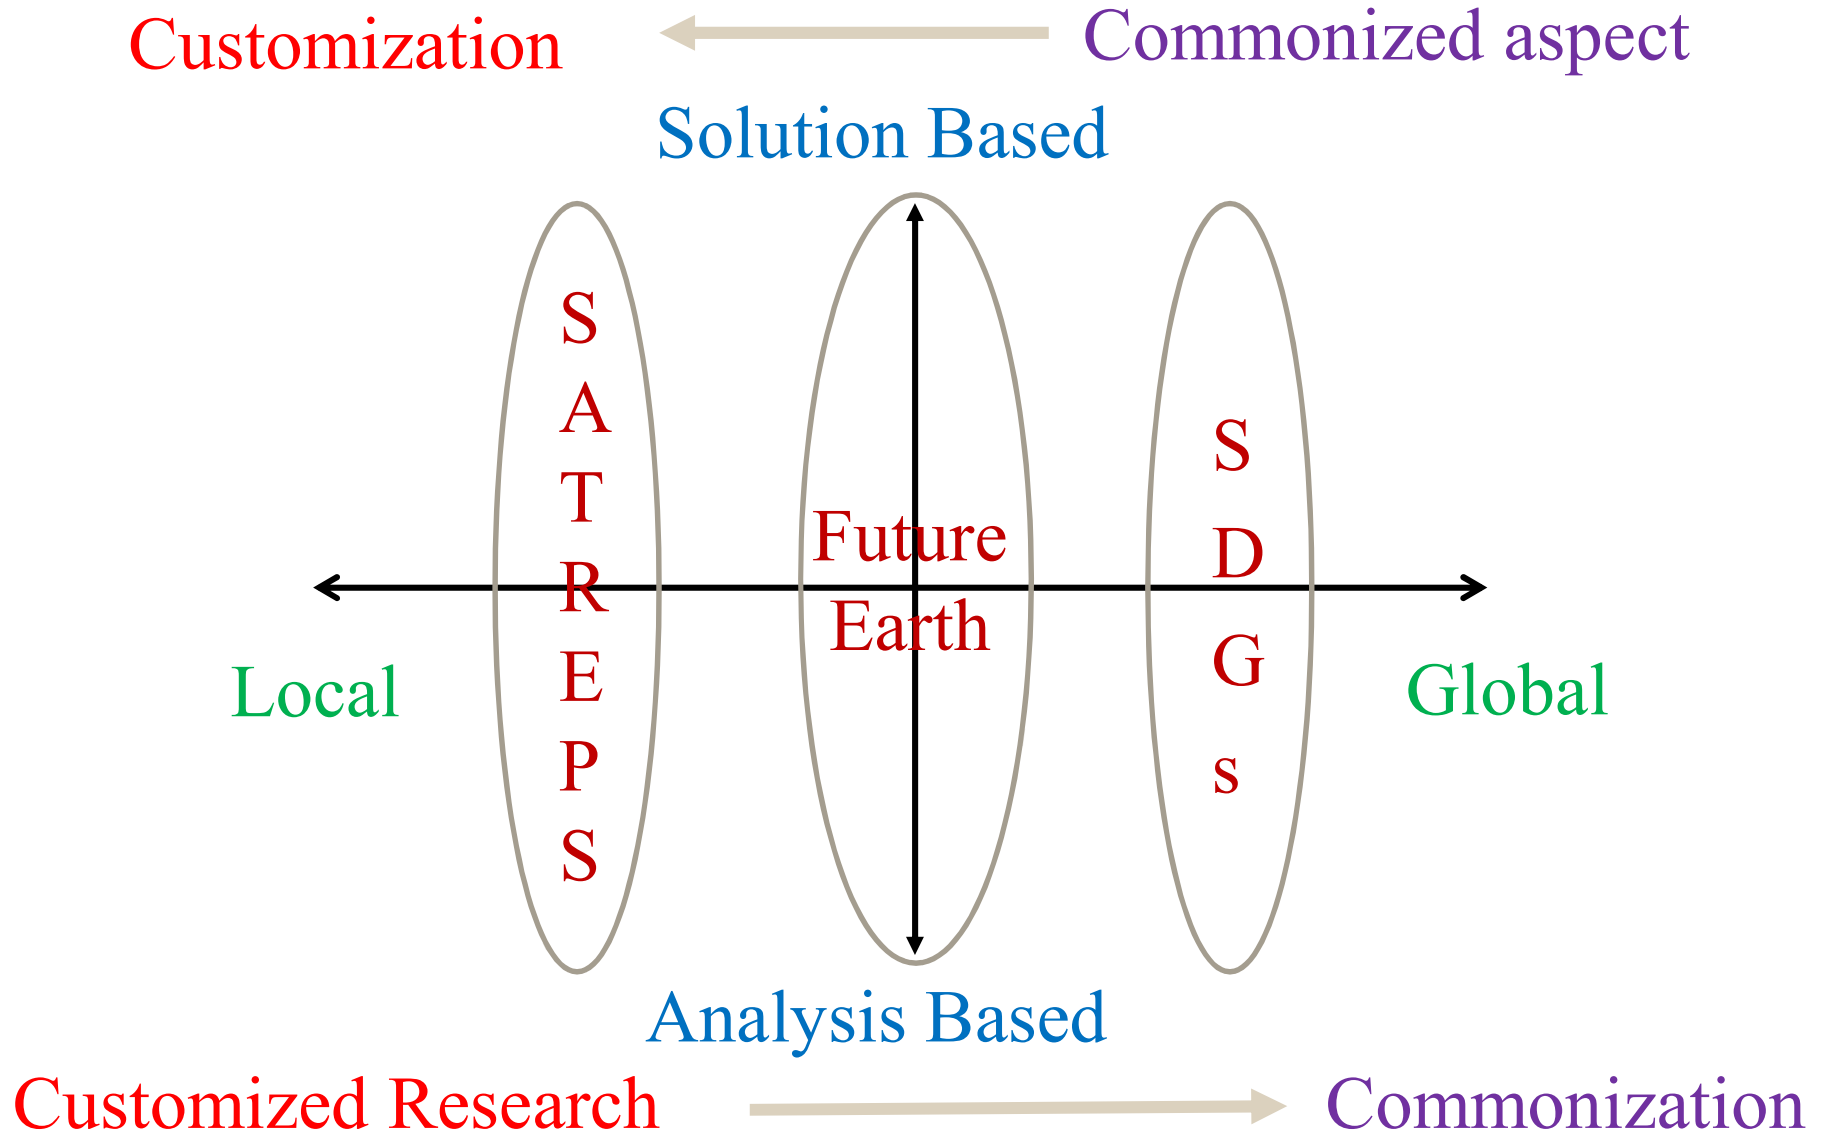 Customization
Commonized aspect
Solution Based
S
A
T
R
E
P
S
Future
Earth
S
D
G
s
Local
Global
Analysis Based
Customized Research
Commonization